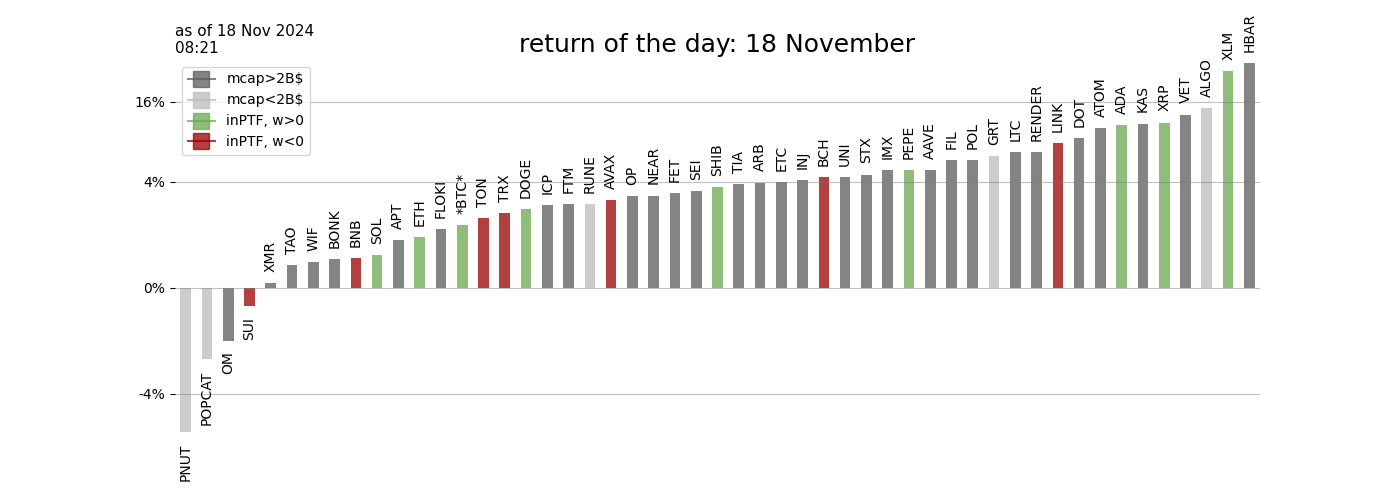 as of 18 Nov 2024
08:21
return of the day: 18 November
mcap>2B$
mcap<2B$
inPTF, w>0
inPTF, w<0
16%
4%
0%
-4%
PNUT
POPCAT
OM
SUI
XMR
TAO
WIF
BONK
BNB
SOL
APT
ETH
FLOKI
*BTC*
TON
TRX
DOGE
ICP
FTM
RUNE
AVAX
OP
NEAR
FET
SEI
SHIB
TIA
ARB
ETC
INJ
BCH
UNI
STX
IMX
PEPE
AAVE
FIL
POL
GRT
LTC
RENDER
LINK
DOT
ATOM
ADA
KAS
XRP
VET
ALGO
XLM
HBAR